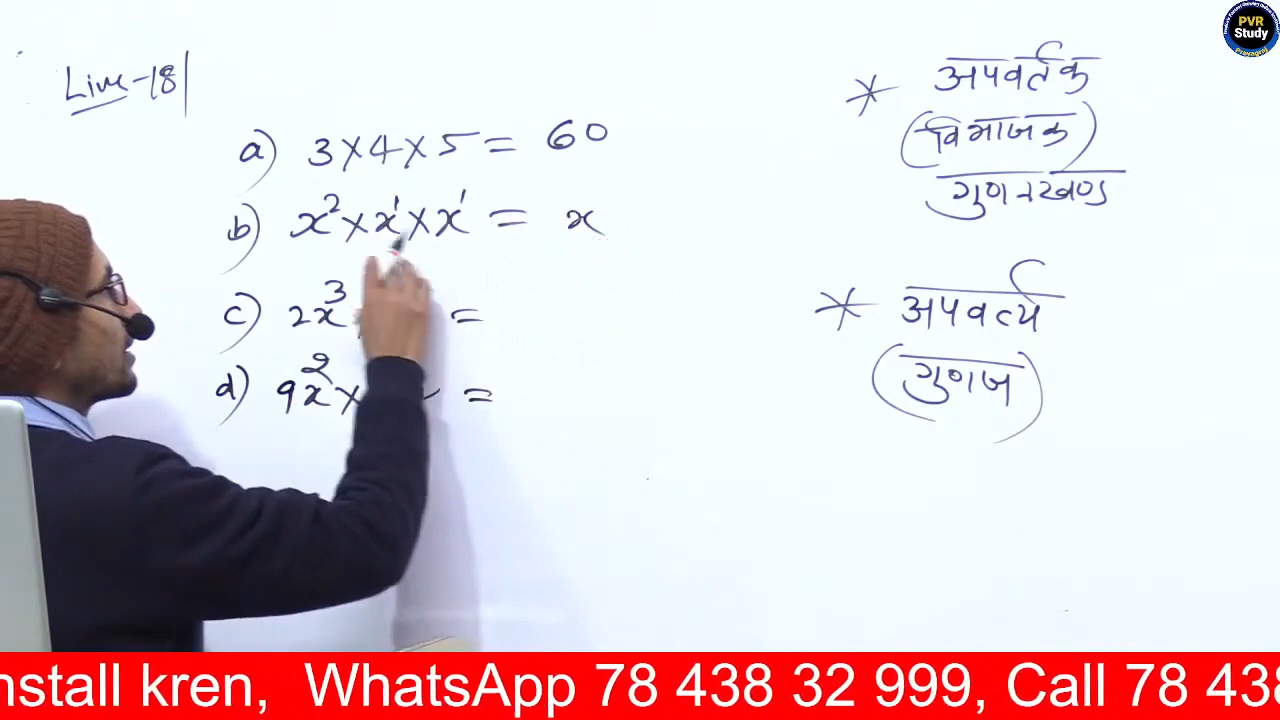 Live-18
a) 3×4×5= 60
b) x²×x¹×x¹ = x
c) 2x³ =
d) 9x²× =
* अपवर्तक
(विभाजक)
गुणनखण्ड
* अपवर्त्य
(गुणज)
PVR
Study
Prayagraj
nstall kren, WhatsApp 78 438 32 999, Call 78 438